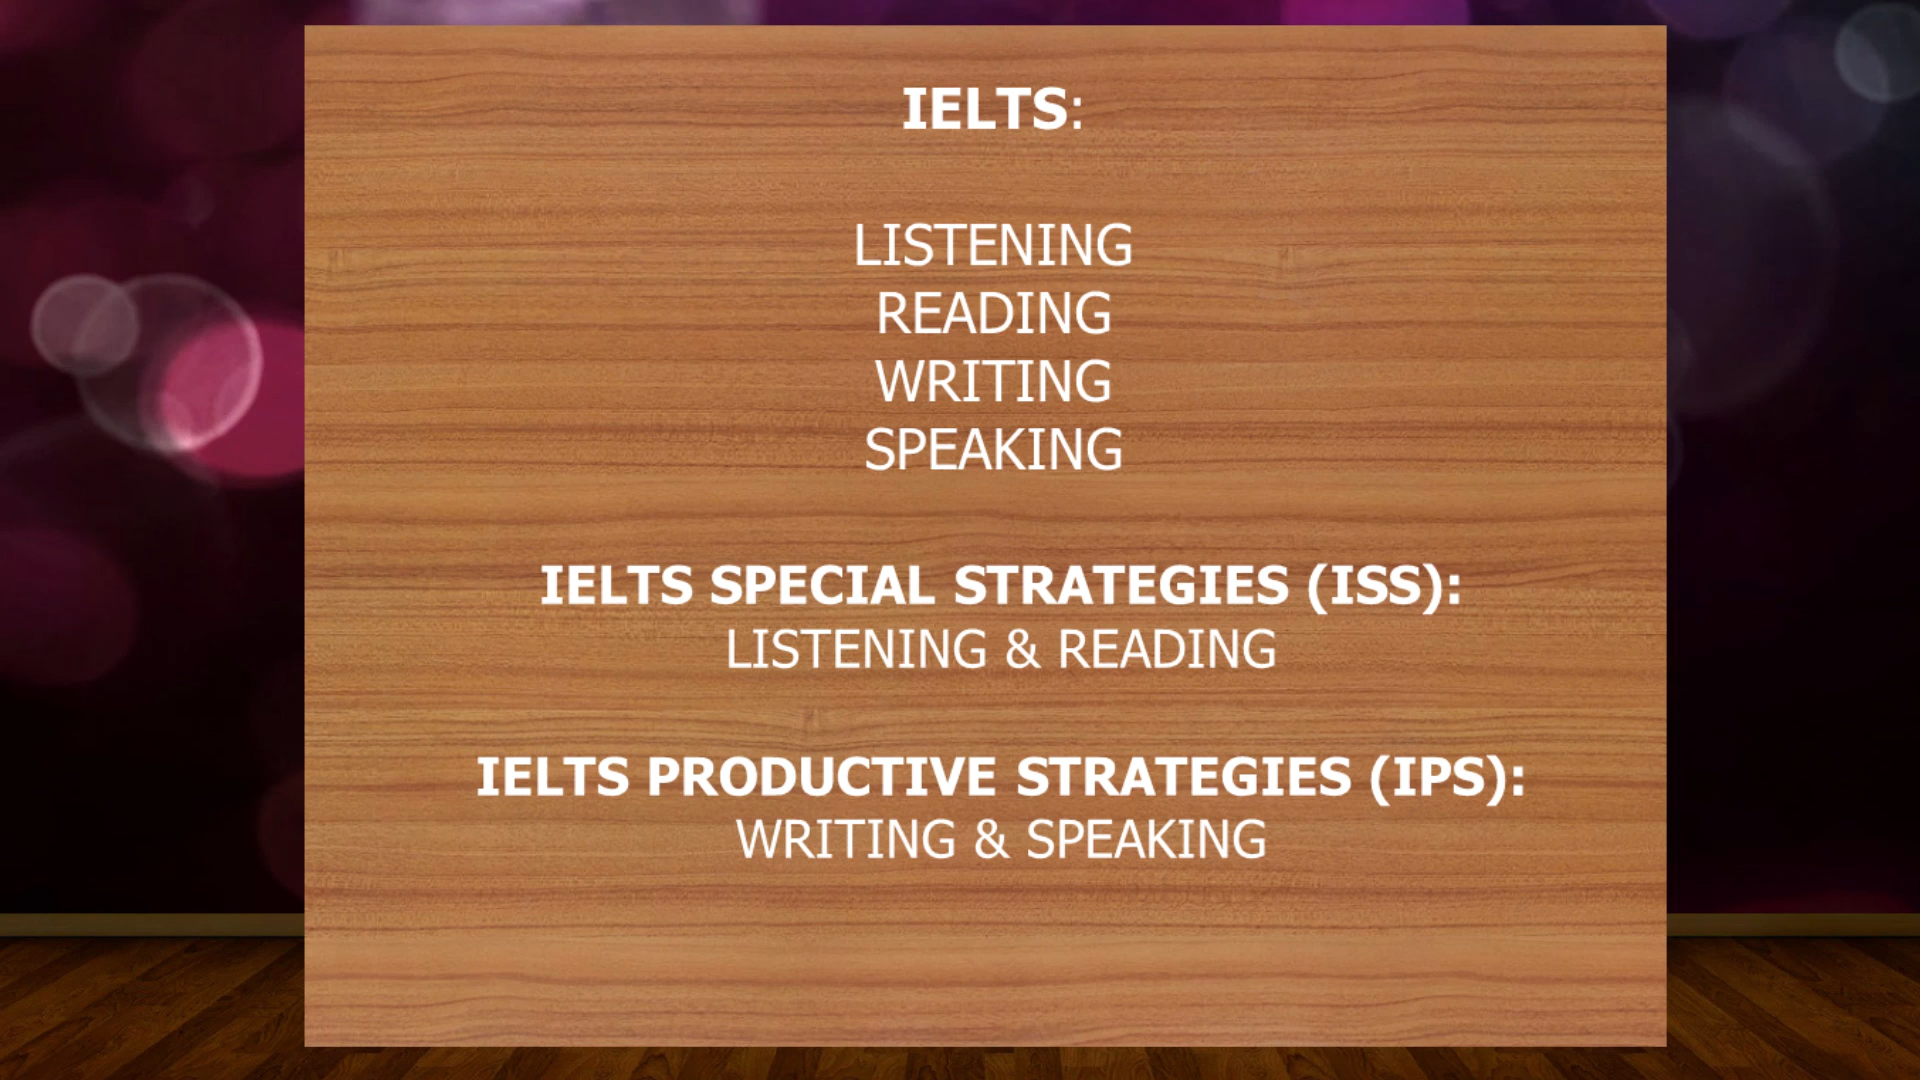 IELTS:
LISTENING
READING
WRITING
SPEAKING
IELTS SPECIAL STRATEGIES (ISS):
LISTENING & READING
IELTS PRODUCTIVE STRATEGIES (IPS):
WRITING & SPEAKING